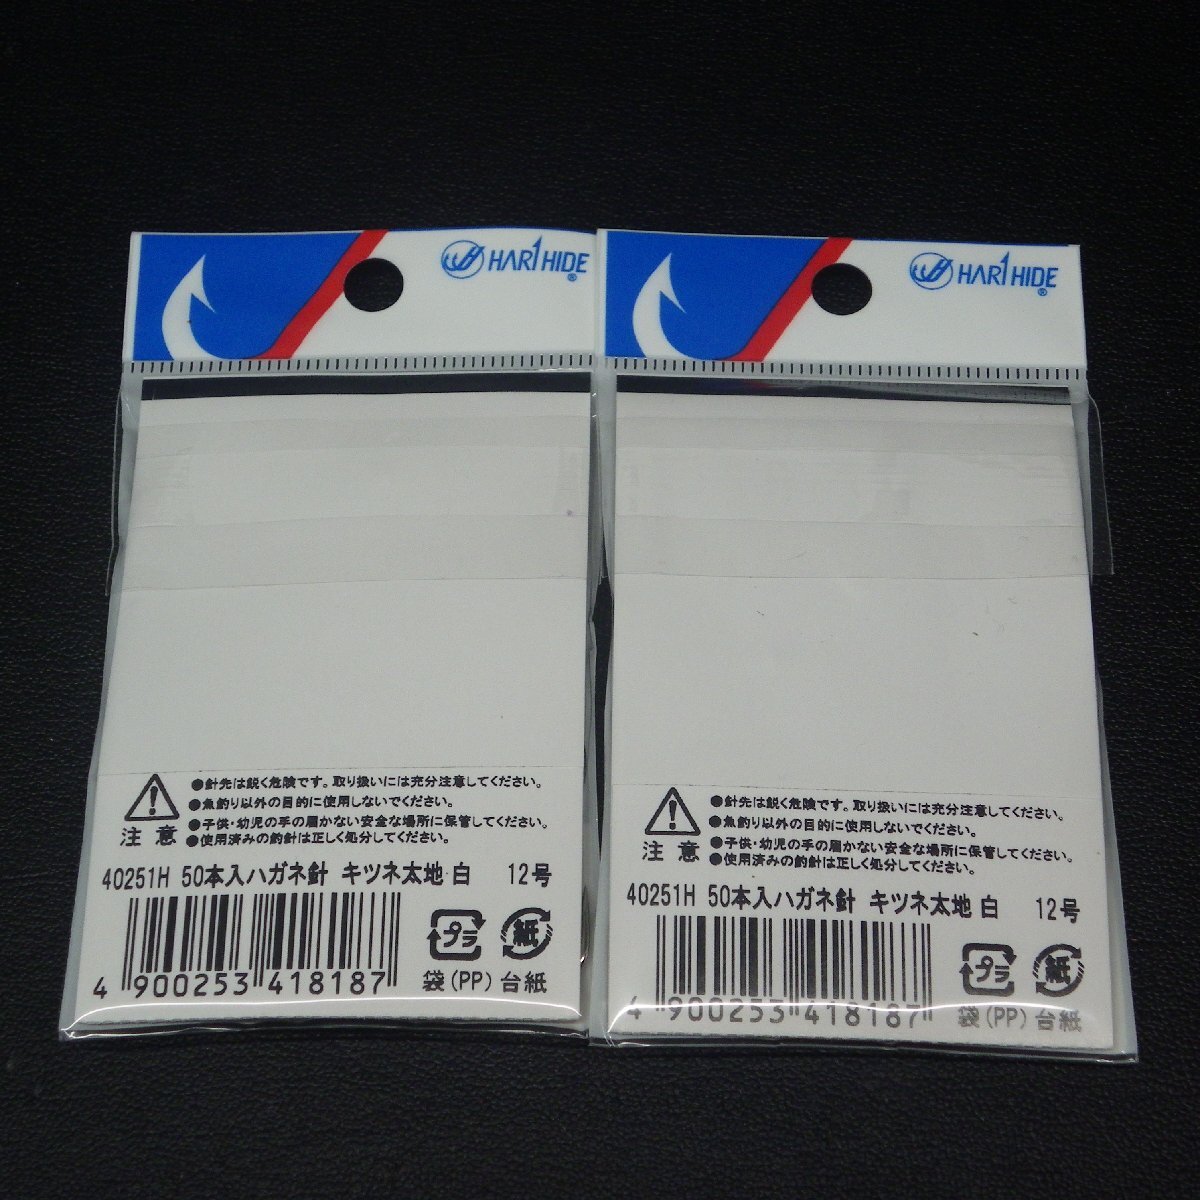 HARIHIDE
®
●針先は鋭く危険です。取り扱いには充分注意してください。
●魚釣り以外の目的に使用しないでください。
●子供・幼児の手の届かない安全な場所に保管してください。
●使用済みの釣針は正しく処分してください。
注意
40251H 50本入ハガネ針 キツネ太地 白 12号
プラ
紙
4 900253 418187
袋(PP) 台紙
HARIHIDE
®
●針先は鋭く危険です。取り扱いには充分注意してください。
●魚釣り以外の目的に使用しないでください。
●子供・幼児の手の届かない安全な場所に保管してください。
●使用済みの釣針は正しく処分してください。
注意
40251H 50本入ハガネ針 キツネ太地 白 12号
プラ
紙
4 900253 418187
袋(PP) 台紙